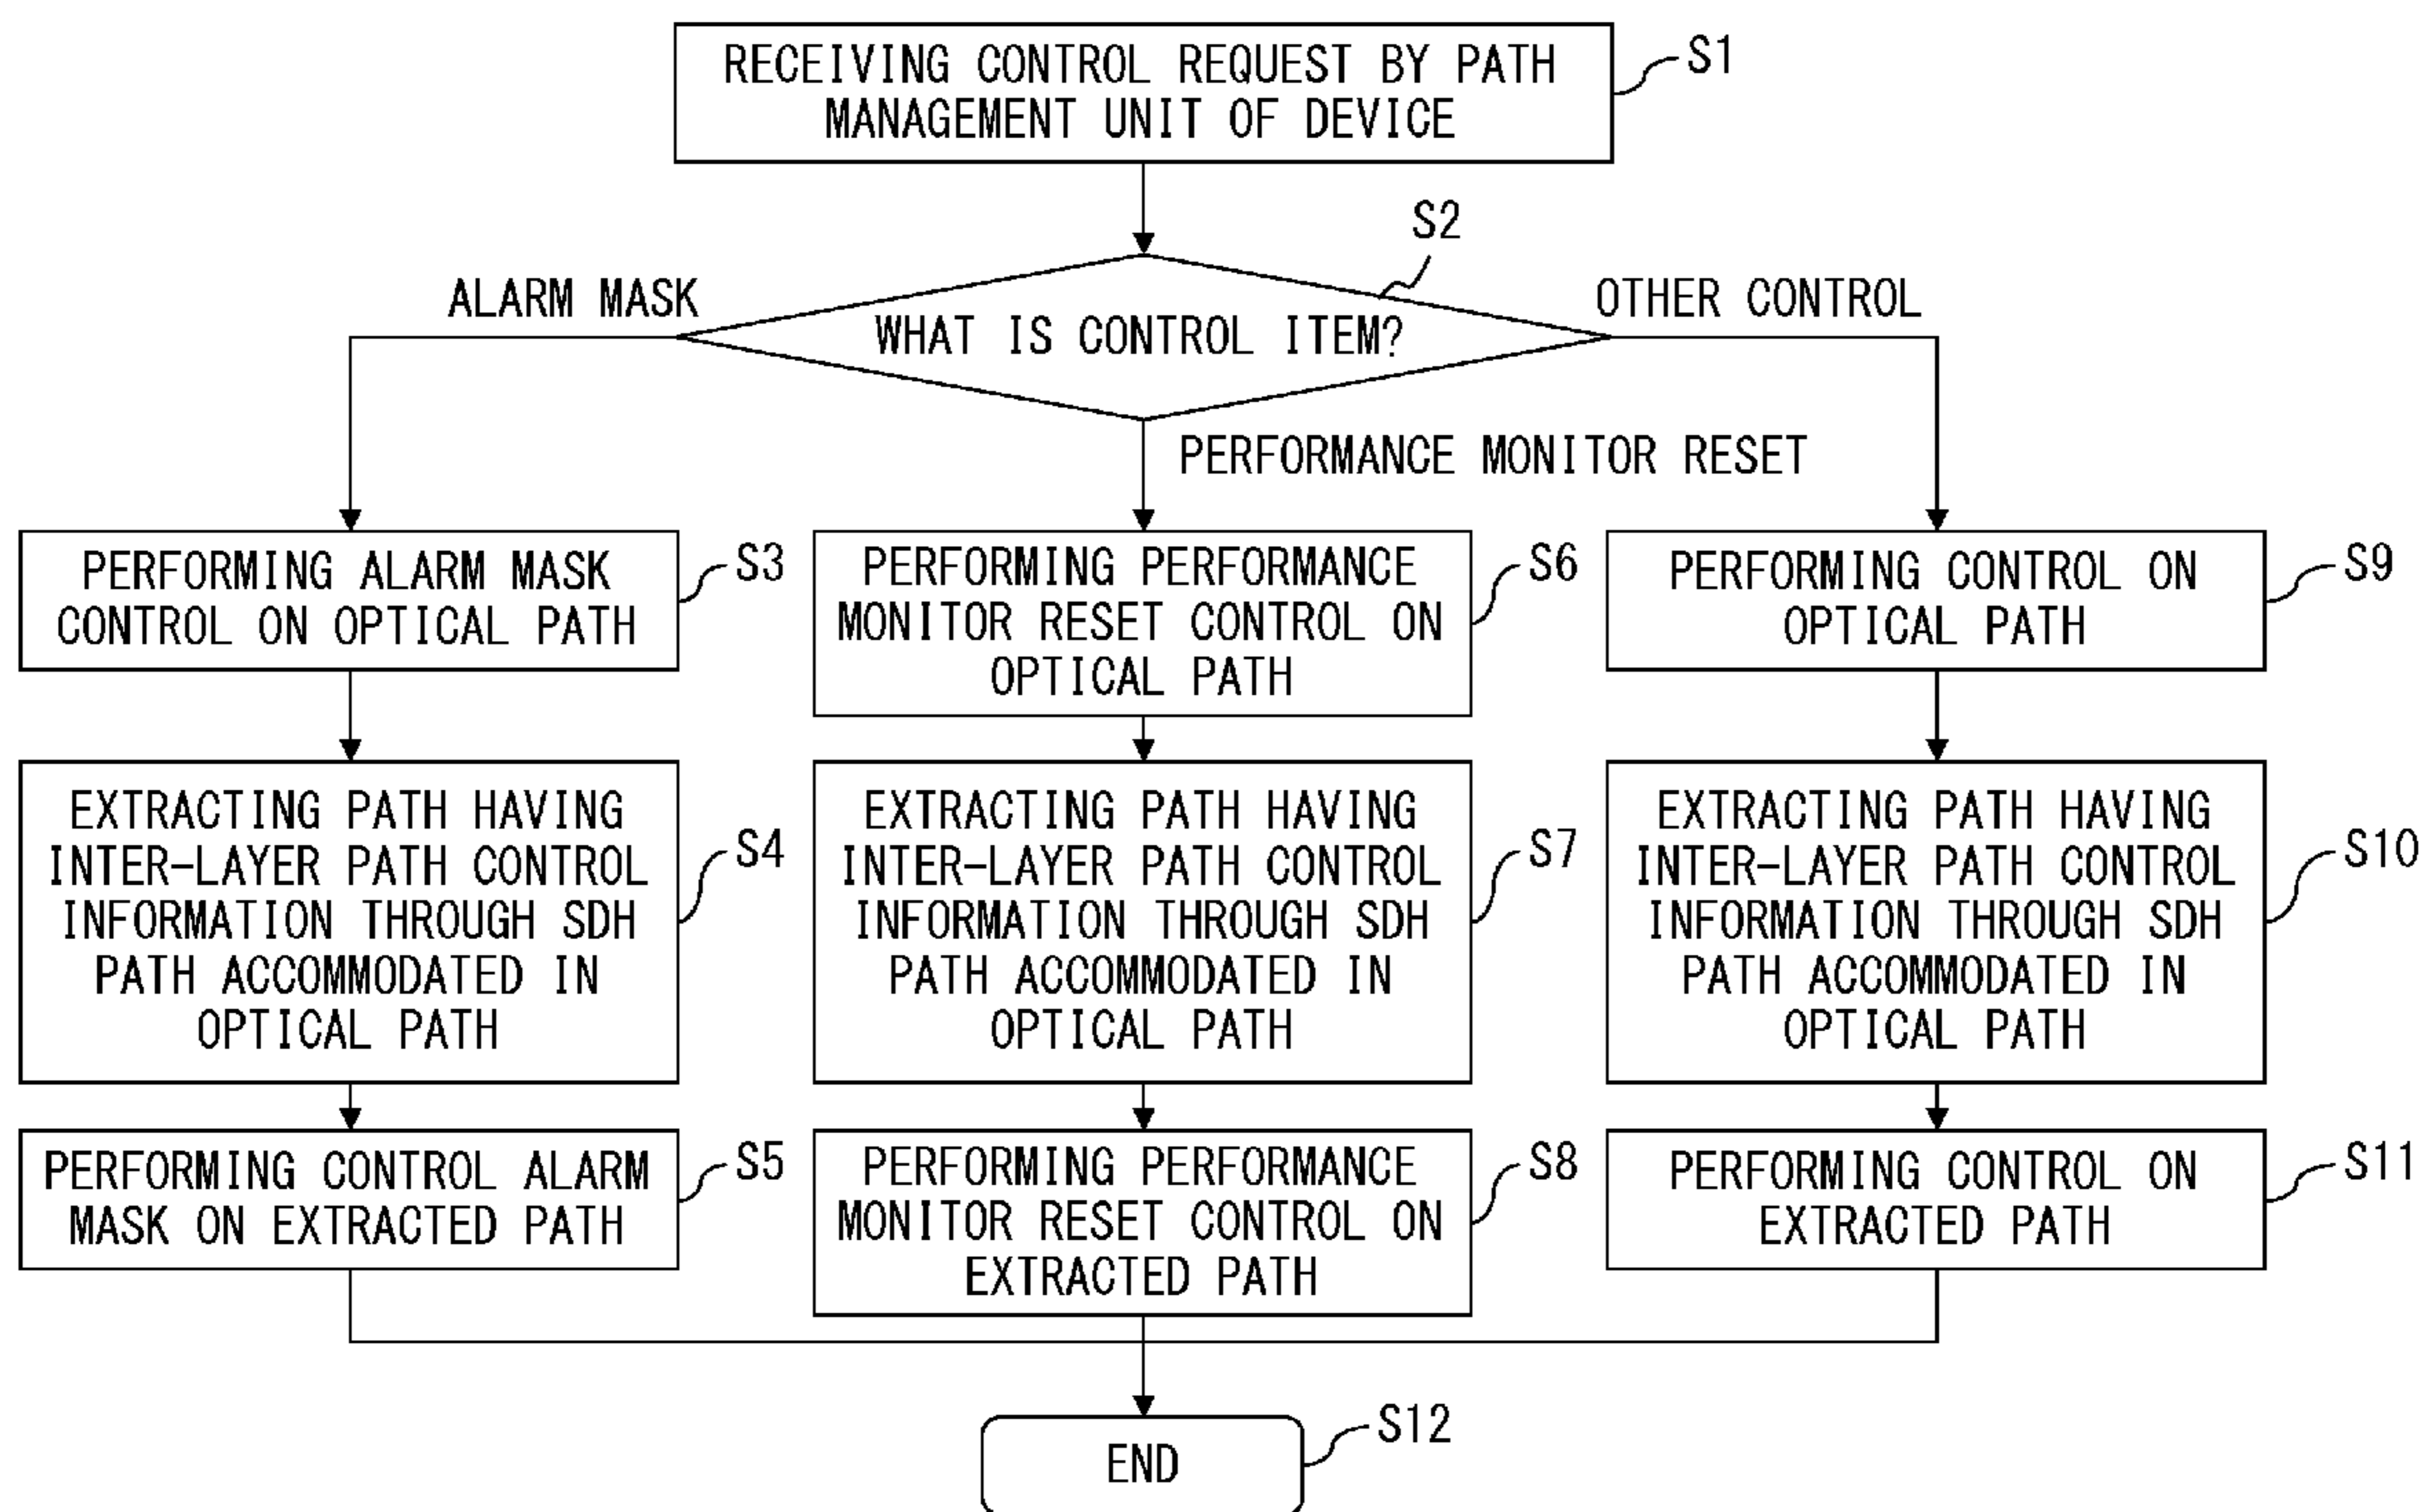 RECEIVING CONTROL REQUEST BY PATH
MANAGEMENT UNIT OF DEVICE
S1
S2
ALARM MASK
WHAT IS CONTROL ITEM?
OTHER CONTROL
PERFORMANCE MONITOR RESET
PERFORMING ALARM MASK
CONTROL ON OPTICAL PATH
S3
EXTRACTING PATH HAVING
INTER-LAYER PATH CONTROL
INFORMATION THROUGH SDH
PATH ACCOMMODATED IN
OPTICAL PATH
S4
PERFORMING CONTROL ALARM
MASK ON EXTRACTED PATH
S5
PERFORMING PERFORMANCE
MONITOR RESET CONTROL ON
OPTICAL PATH
S6
EXTRACTING PATH HAVING
INTER-LAYER PATH CONTROL
INFORMATION THROUGH SDH
PATH ACCOMMODATED IN
OPTICAL PATH
S7
PERFORMING PERFORMANCE
MONITOR RESET CONTROL ON
EXTRACTED PATH
S8
PERFORMING CONTROL ON
OPTICAL PATH
S9
EXTRACTING PATH HAVING
INTER-LAYER PATH CONTROL
INFORMATION THROUGH SDH
PATH ACCOMMODATED IN
OPTICAL PATH
S10
PERFORMING CONTROL ON
EXTRACTED PATH
S11
END
S12